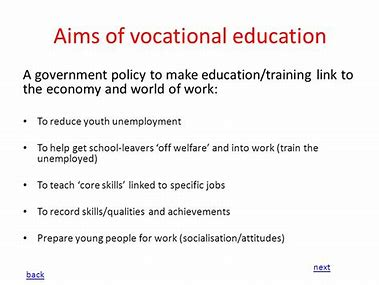 Aims of vocational education
A government policy to make education/training link to
the economy and world of work:
• To reduce youth unemployment
• To help get school-leavers ‘off welfare’ and into work (train the
unemployed)
• To teach ‘core skills’ linked to specific jobs
• To record skills/qualities and achievements
• Prepare young people for work (socialisation/attitudes)
back
next